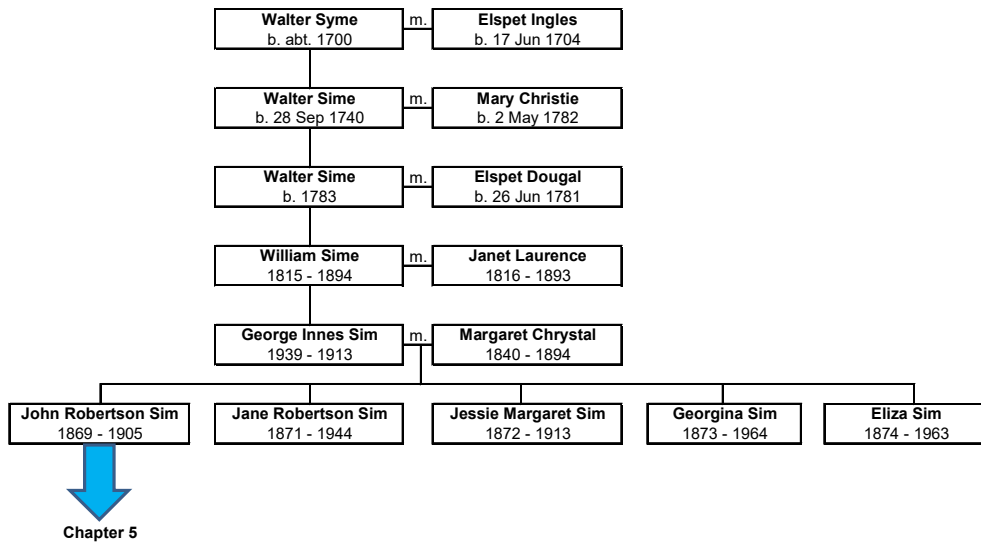 Walter Syme
b. abt. 1700
m.
Elspet Ingles
b. 17 Jun 1704
Walter Sime
b. 28 Sep 1740
m.
Mary Christie
b. 2 May 1782
Walter Sime
b. 1783
m.
Elspet Dougal
b. 26 Jun 1781
William Sime
1815 - 1894
m.
Janet Laurence
1816 - 1893
George Innes Sim
1939 - 1913
m.
Margaret Chrystal
1840 - 1894
John Robertson Sim
1869 - 1905
Jane Robertson Sim
1871 - 1944
Jessie Margaret Sim
1872 - 1913
Georgina Sim
1873 - 1964
Eliza Sim
1874 - 1963
Chapter 5